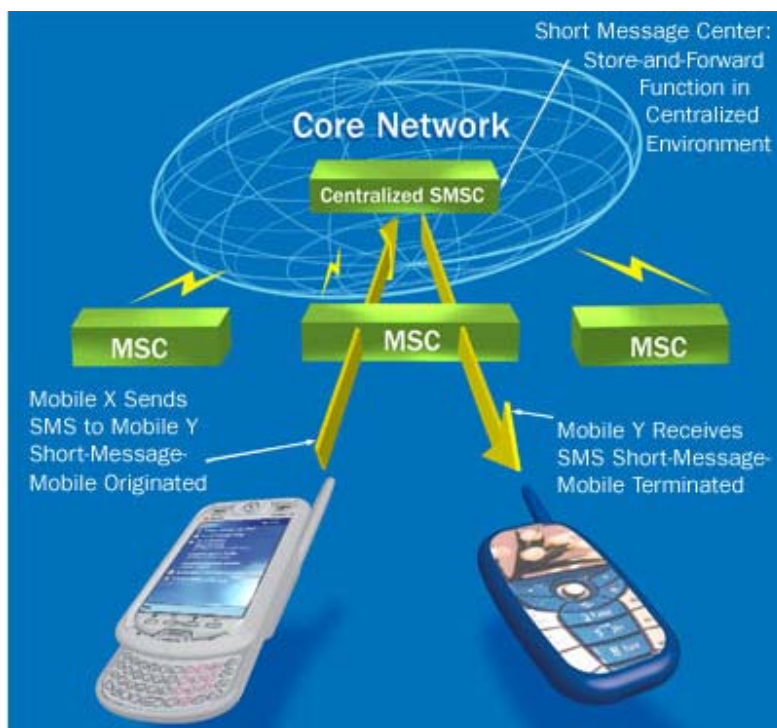 Short Message Center:
Store-and-Forward
Function in
Centralized
Environment
Core Network
Centralized SMSC
MSC
MSC
MSC
Mobile X Sends
SMS to Mobile Y
Short-Message-
Mobile Originated
Mobile Y Receives
SMS Short-Message-
Mobile Terminated